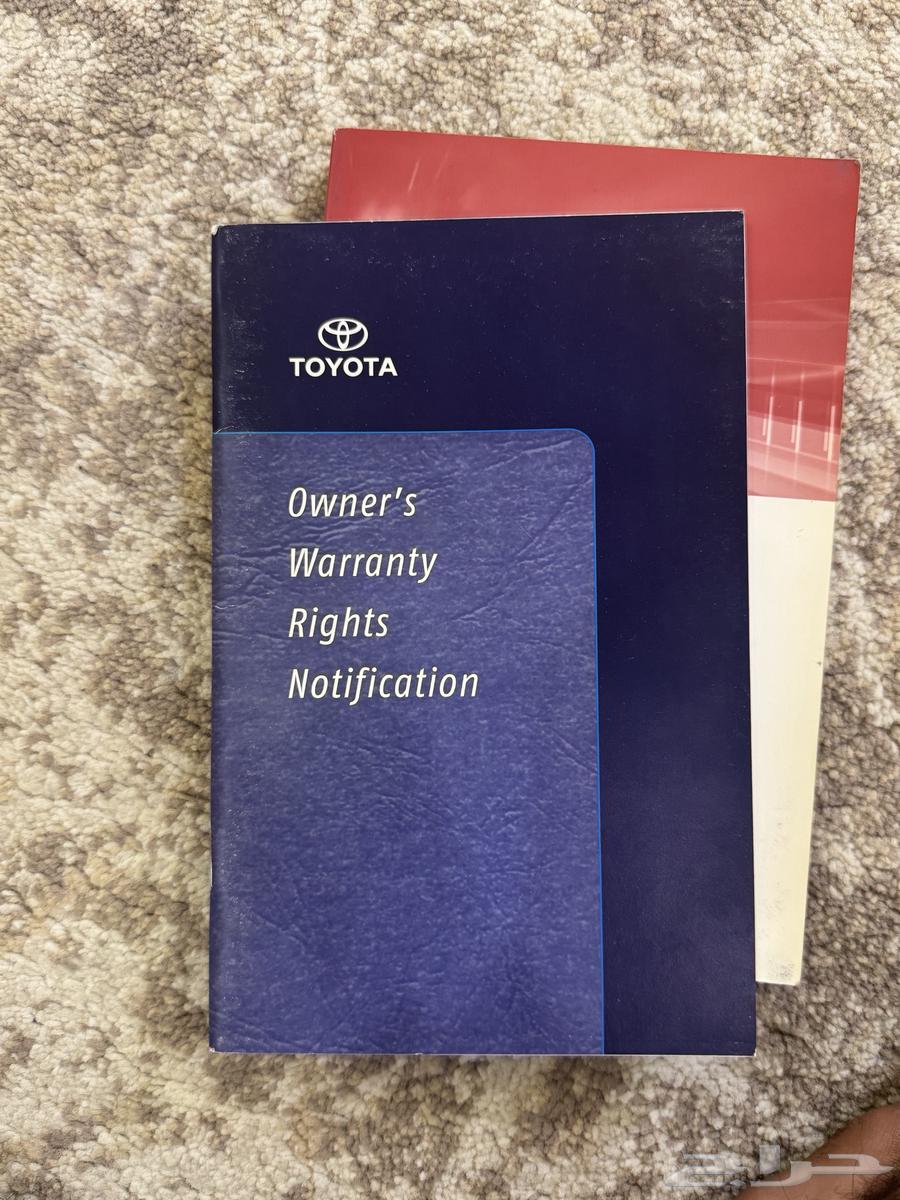 TOYOTA
Owner's
Warranty
Rights
Notification
حراج